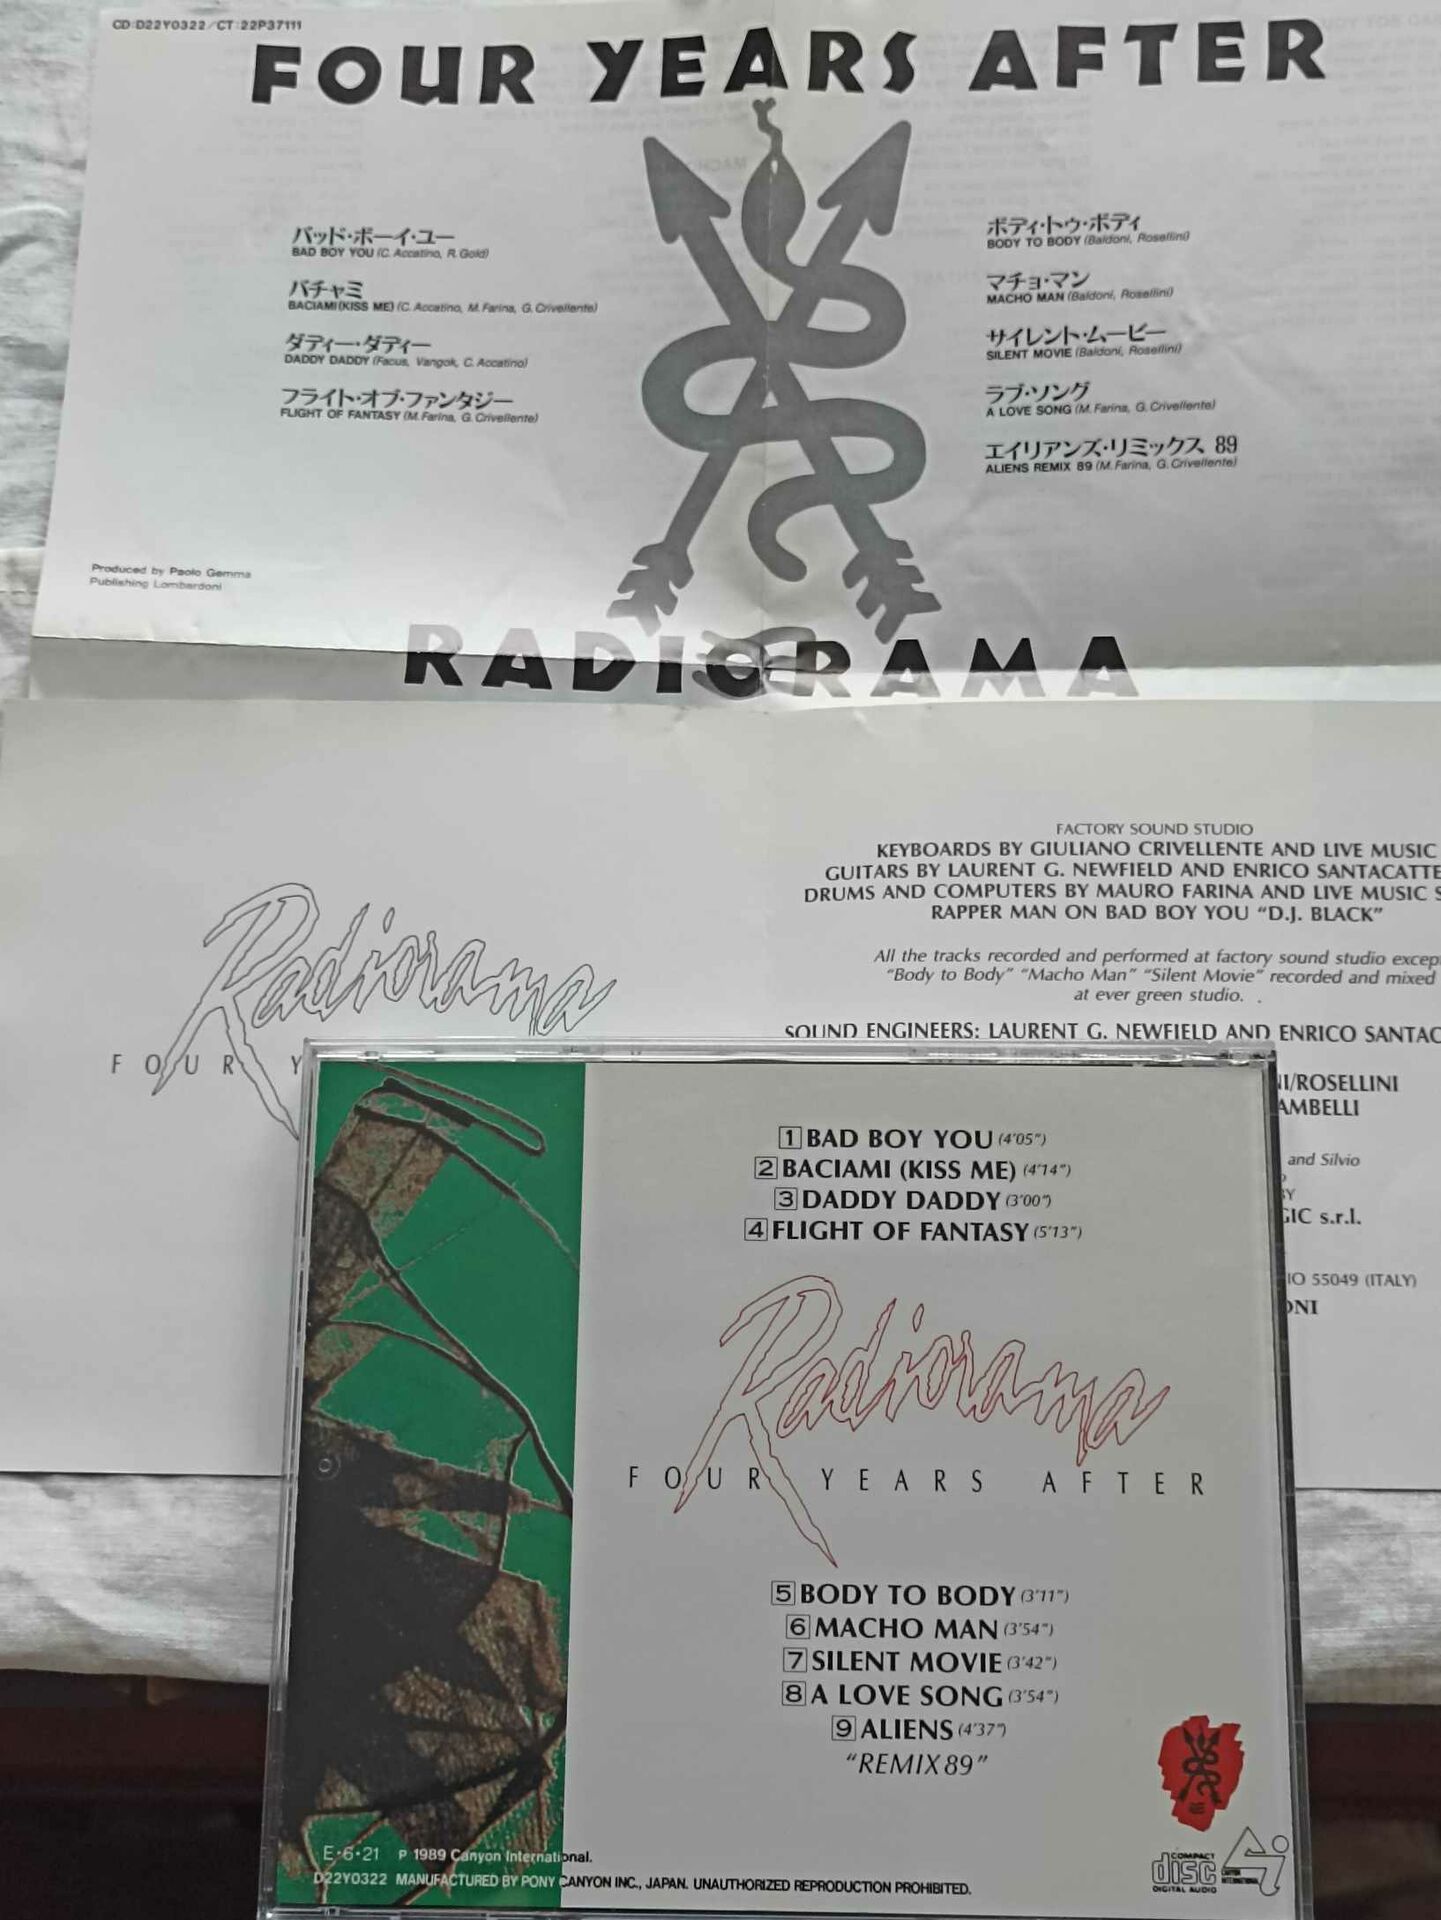 CD:D22Y0322/CT:22P37111
FOUR YEARS AFTER
バッド・ボーイ・ユー
BAD BOY YOU (C. Accatino, R. Gold)
バチャミ
BACIAMI(KISS ME) (C. Accatino, M. Farina, G. Crivellente)
ダディー・ダディー
DADDY DADDY (Facus, Vangok, C. Accatino)
フライト・オブ・ファンタジー
FLIGHT OF FANTASY (M. Farina, G. Crivellente)
ボディ・トゥ・ボディ
BODY TO BODY (Baldoni, Rosellini)
マチョ・マン
MACHO MAN (Baldoni, Rosellini)
サイレント・ムービー
SILENT MOVIE (Baldoni, Rosellini)
ラブ・ソング
A LOVE SONG (M. Farina, G. Crivellente)
エイリアンズ・リミックス 89
ALIENS REMIX 89 (M. Farina, G. Crivellente)
Produced by Paolo Gemma
Publishing Lombardoni
RADIORAMA
Radiorama
FOUR Y
FACTORY SOUND STUDIO
KEYBOARDS BY GIULIANO CRIVELLENTE AND LIVE MUSIC
GUITARS BY LAURENT G. NEWFIELD AND ENRICO SANTACATTE
DRUMS AND COMPUTERS BY MAURO FARINA AND LIVE MUSIC S
RAPPER MAN ON BAD BOY YOU "D.J. BLACK"
All the tracks recorded and performed at factory sound studio excep
"Body to Body" "Macho Man" "Silent Movie" recorded and mixed
at ever green studio.
SOUND ENGINEERS: LAURENT G. NEWFIELD AND ENRICO SANTAC
NI/ROSELLINI
AMBELLI
and Silvio
BY
GIC s.r.l.
IO 55049 (ITALY)
ONI
1 BAD BOY YOU (4'05")
2 BACIAMI (KISS ME) (4'14")
3 DADDY DADDY (3'00")
4 FLIGHT OF FANTASY (5'13")
Radiorama
FOUR YEARS AFTER
5 BODY TO BODY (3'11")
6 MACHO MAN (3'54")
7 SILENT MOVIE (3'42")
8 A LOVE SONG (3'54")
9 ALIENS (4'37")
"REMIX 89"
E・6・21 P 1989 Canyon International.
D22Y0322 MANUFACTURED BY PONY CANYON INC., JAPAN. UNAUTHORIZED REPRODUCTION PROHIBITED.
COMPACT
disc
DIGITAL AUDIO
CANYON
INTERNATIONAL